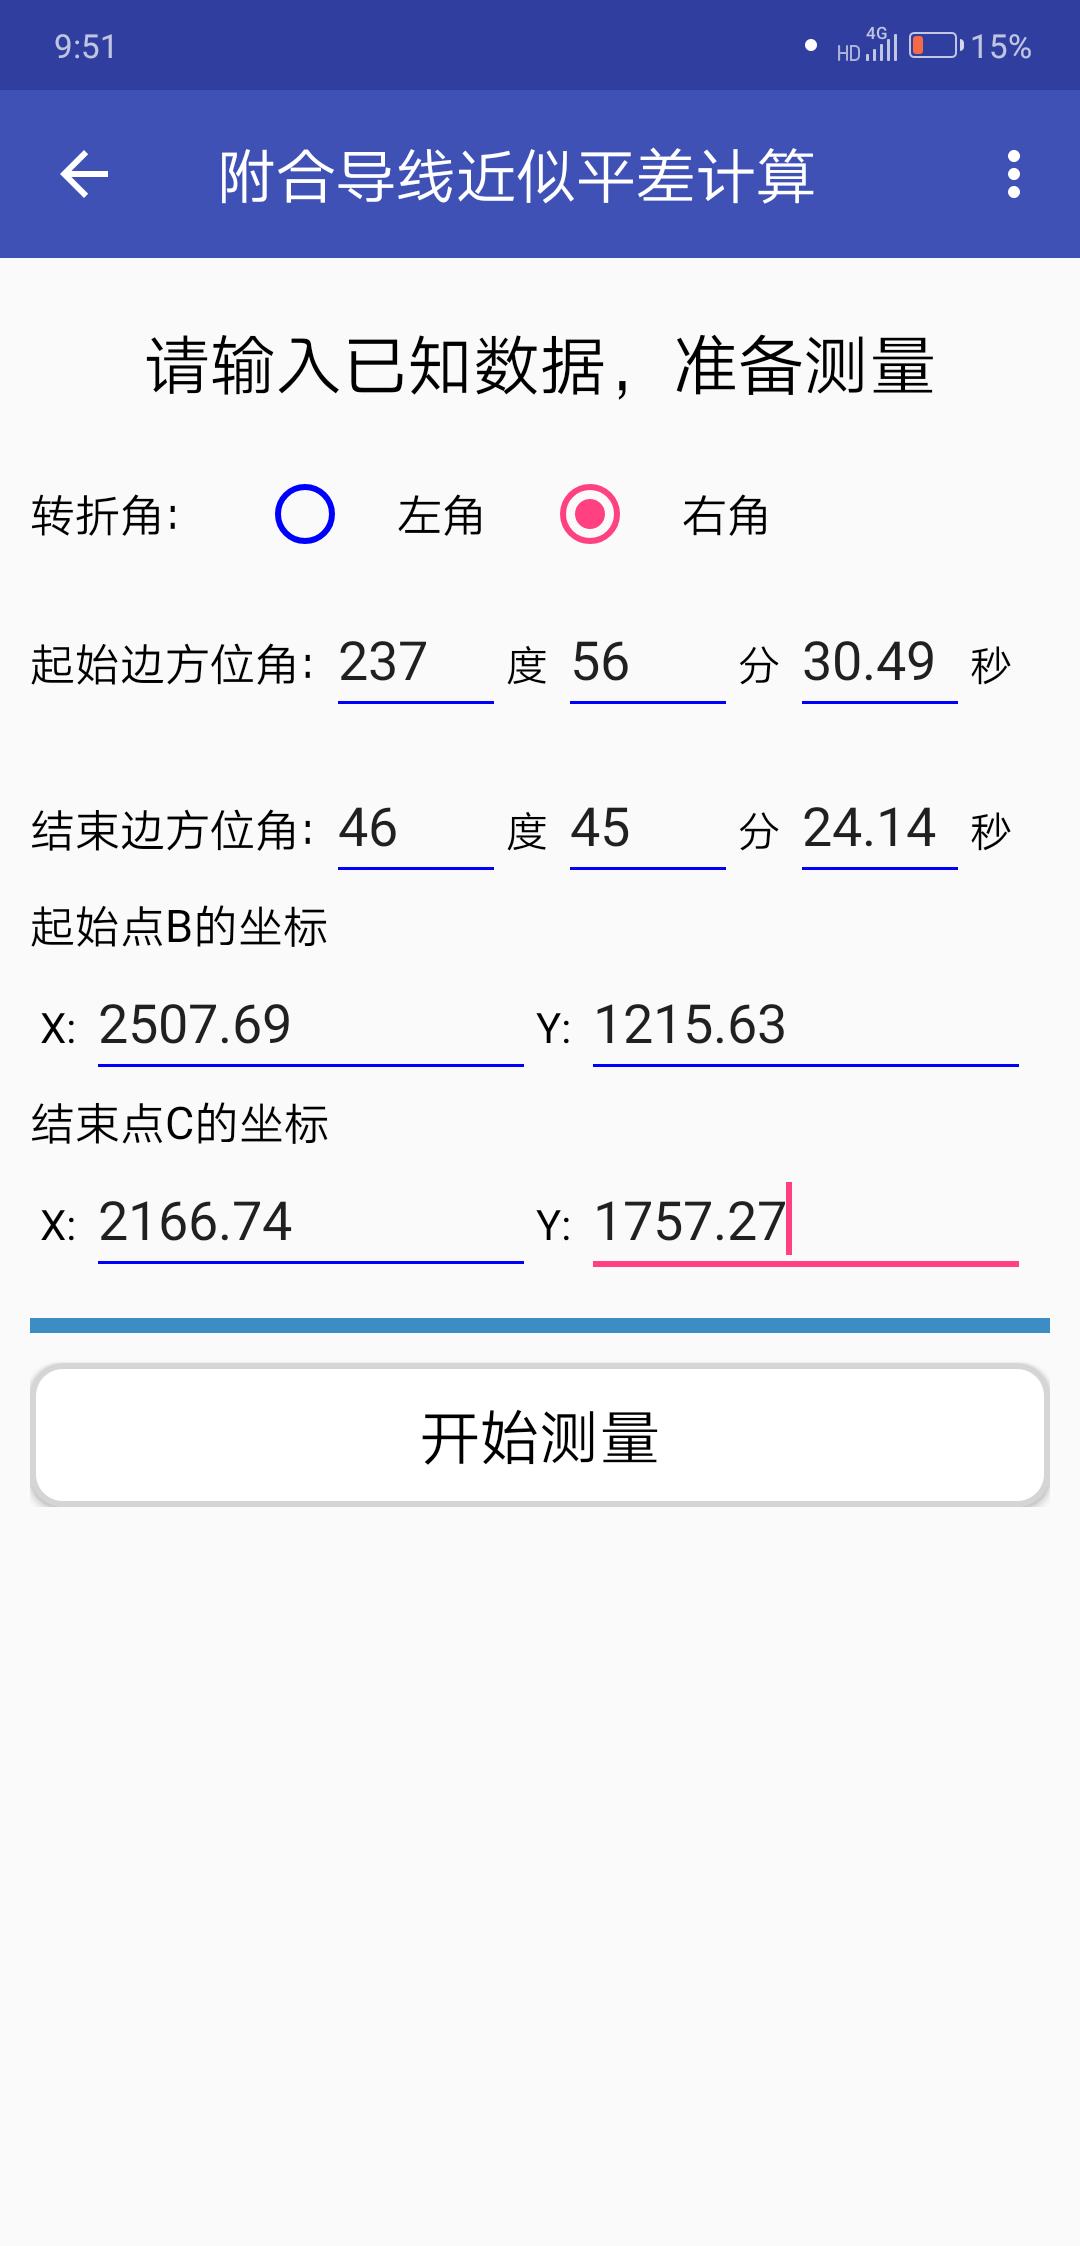 9:51 HD 4G 15%
附合导线近似平差计算
请输入已知数据，准备测量
转折角: 左角 右角
起始边方位角: 237 度 56 分 30.49 秒
结束边方位角: 46 度 45 分 24.14 秒
起始点B的坐标
X: 2507.69 Y: 1215.63
结束点C的坐标
X: 2166.74 Y: 1757.27
开始测量